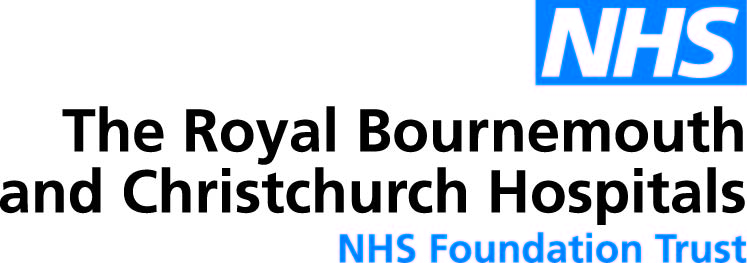 NHS
The Royal Bournemouth
and Christchurch Hospitals
NHS Foundation Trust